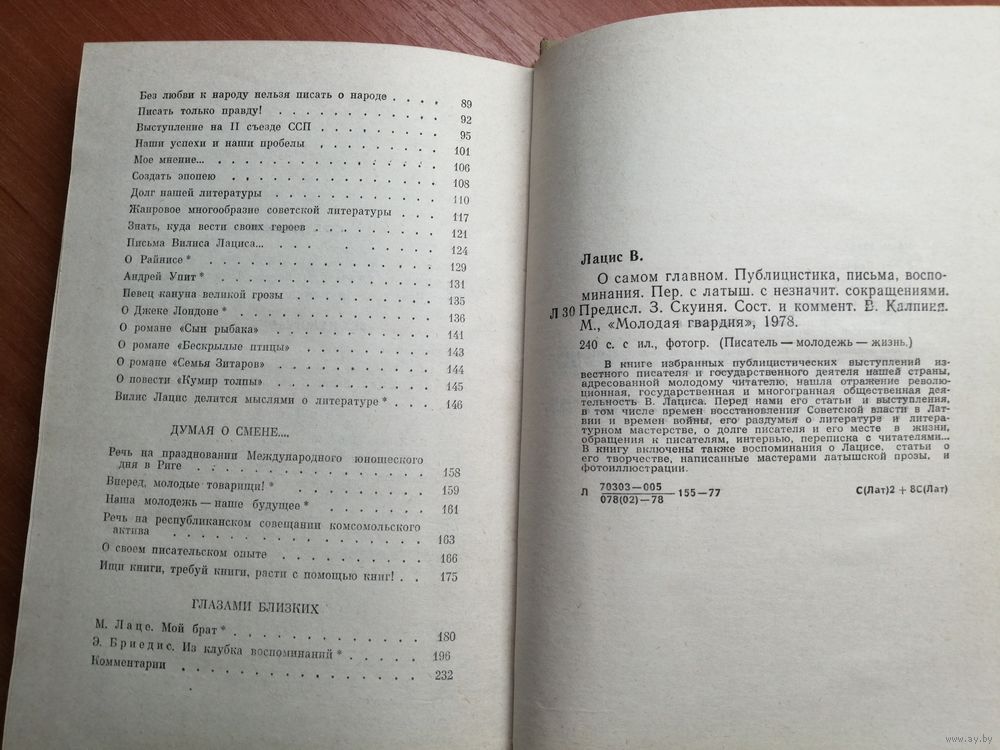 Без любви к народу нельзя писать о народе . . . . 89
Писать только правду! . . . . . . . . . . . 92
Выступление на II съезде ССП . . . . . . . . 95
Наши успехи и наши пробелы . . . . . . . . 101
Мое мнение... . . . . . . . . . . . . . . 106
Создать эпопею . . . . . . . . . . . . . 108
Долг нашей литературы . . . . . . . . . . 110
Жанровое многообразие советской литературы . . . 117
Знать, куда вести своих героев . . . . . . . . 121
Письма Вилиса Лациса... . . . . . . . . . . 124
О Райнисе * . . . . . . . . . . . . . . 129
Андрей Упит * . . . . . . . . . . . . . 131
Певец кануна великой грозы . . . . . . . . 135
О Джеке Лондоне * . . . . . . . . . . . 136
О романе «Сын рыбака» . . . . . . . . . . 141
О романе «Бескрылые птицы» . . . . . . . . 143
О романе «Семья Зитаров» . . . . . . . . . 144
О повести «Кумир толпы» . . . . . . . . . 145
Вилис Лацис делится мыслями о литературе * . . . 146
ДУМАЯ О СМЕНЕ...
Речь на праздновании Международного юношеского
дня в Риге . . . . . . . . . . . . . . 158
Вперед, молодые товарищи! * . . . . . . . . 159
Наша молодежь — наше будущее * . . . . . . 161
Речь на республиканском совещании комсомольского
актива . . . . . . . . . . . . . . . 163
О своем писательском опыте . . . . . . . . 166
Ищи книги, требуй книги, расти с помощью книг! . . 175
ГЛАЗАМИ БЛИЗКИХ
М. Лаце. Мой брат * . . . . . . . . . . . 180
Э. Бриедис. Из клубка воспоминаний * . . . . . 196
Комментарии . . . . . . . . . . . . . . 232
Лацис В.
О самом главном. Публицистика, письма, воспо-
минания. Пер. с латыш. с незначит. сокращениями.
Л 30 Предисл. З. Скуиня. Сост. и коммент. В. Калпиня.
М., «Молодая гвардия», 1978.
240 с. с ил., фотогр. (Писатель — молодежь — жизнь.)
В книге избранных публицистических выступлений из-
вестного писателя и государственного деятеля нашей страны,
адресованной молодому читателю, нашла отражение револю-
ционная, государственная и многогранная общественная дея-
тельность В. Лациса. Перед нами его статьи и выступления,
в том числе времен восстановления Советской власти в Лат-
вии и времен войны, его раздумья о литературе и литера-
турном мастерстве, о долге писателя и его месте в жизни,
обращения к писателям, интервью, переписка с читателями...
В книгу включены также воспоминания о Лацисе, статьи о
его творчестве, написанные мастерами латышской прозы, и
фотоиллюстрации.
Л 70303—005
078(02)—78 —155—77 С(Лат)2 + 8С(Лат)
www.ay.by